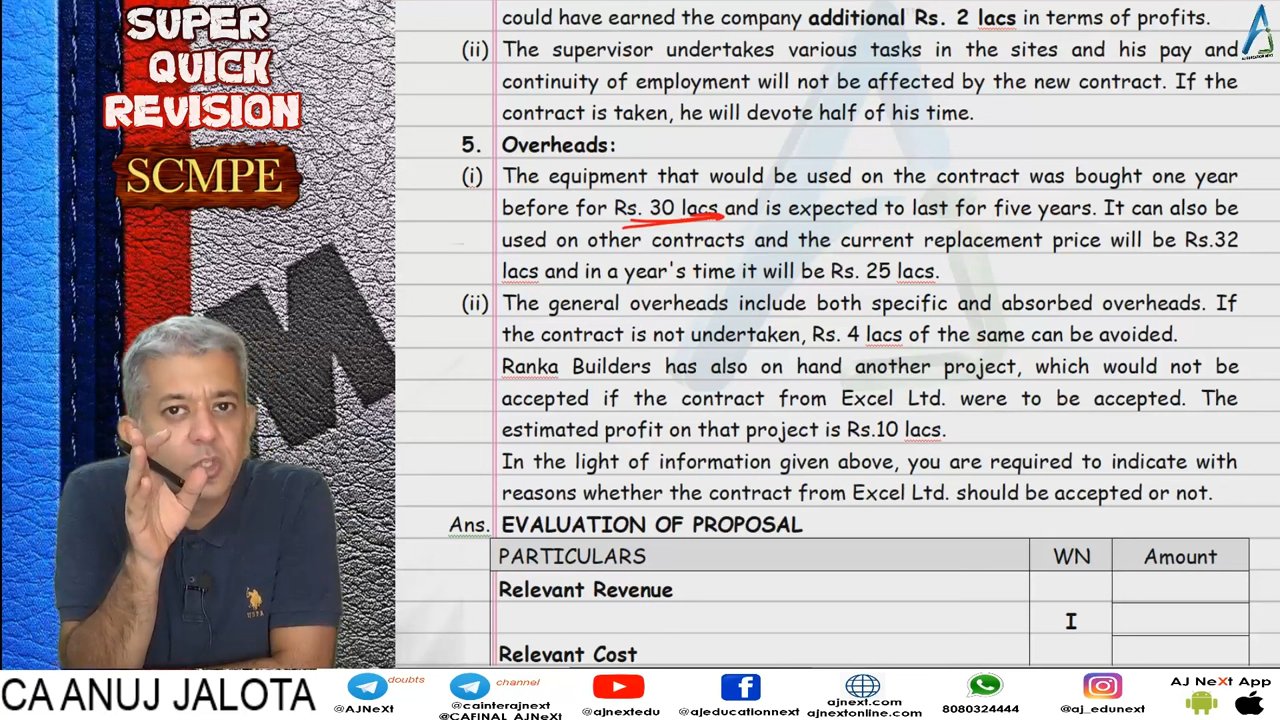 SUPER
QUICK
REVISION
SCMPE
could have earned the company additional Rs. 2 lacs in terms of profits.
(ii) The supervisor undertakes various tasks in the sites and his pay and
continuity of employment will not be affected by the new contract. If the
contract is taken, he will devote half of his time.
5. Overheads:
(i) The equipment that would be used on the contract was bought one year
before for Rs. 30 lacs and is expected to last for five years. It can also be
used on other contracts and the current replacement price will be Rs.32
lacs and in a year's time it will be Rs. 25 lacs.
(ii) The general overheads include both specific and absorbed overheads. If
the contract is not undertaken, Rs. 4 lacs of the same can be avoided.
Ranka Builders has also on hand another project, which would not be
accepted if the contract from Excel Ltd. were to be accepted. The
estimated profit on that project is Rs.10 lacs.
In the light of information given above, you are required to indicate with
reasons whether the contract from Excel Ltd. should be accepted or not.
Ans. EVALUATION OF PROPOSAL
PARTICULARS WN Amount
Relevant Revenue
I
Relevant Cost
USPA
CA ANUJ JALOTA
doubts
@AJNeXt
channel
@cainterajnext
@CAFINAL_AJNeXt
@ajnextedu
@ajeducationnext
ajnext.com
ajnextonline.com
8080324444
@aj_edunext
AJ NeXt App